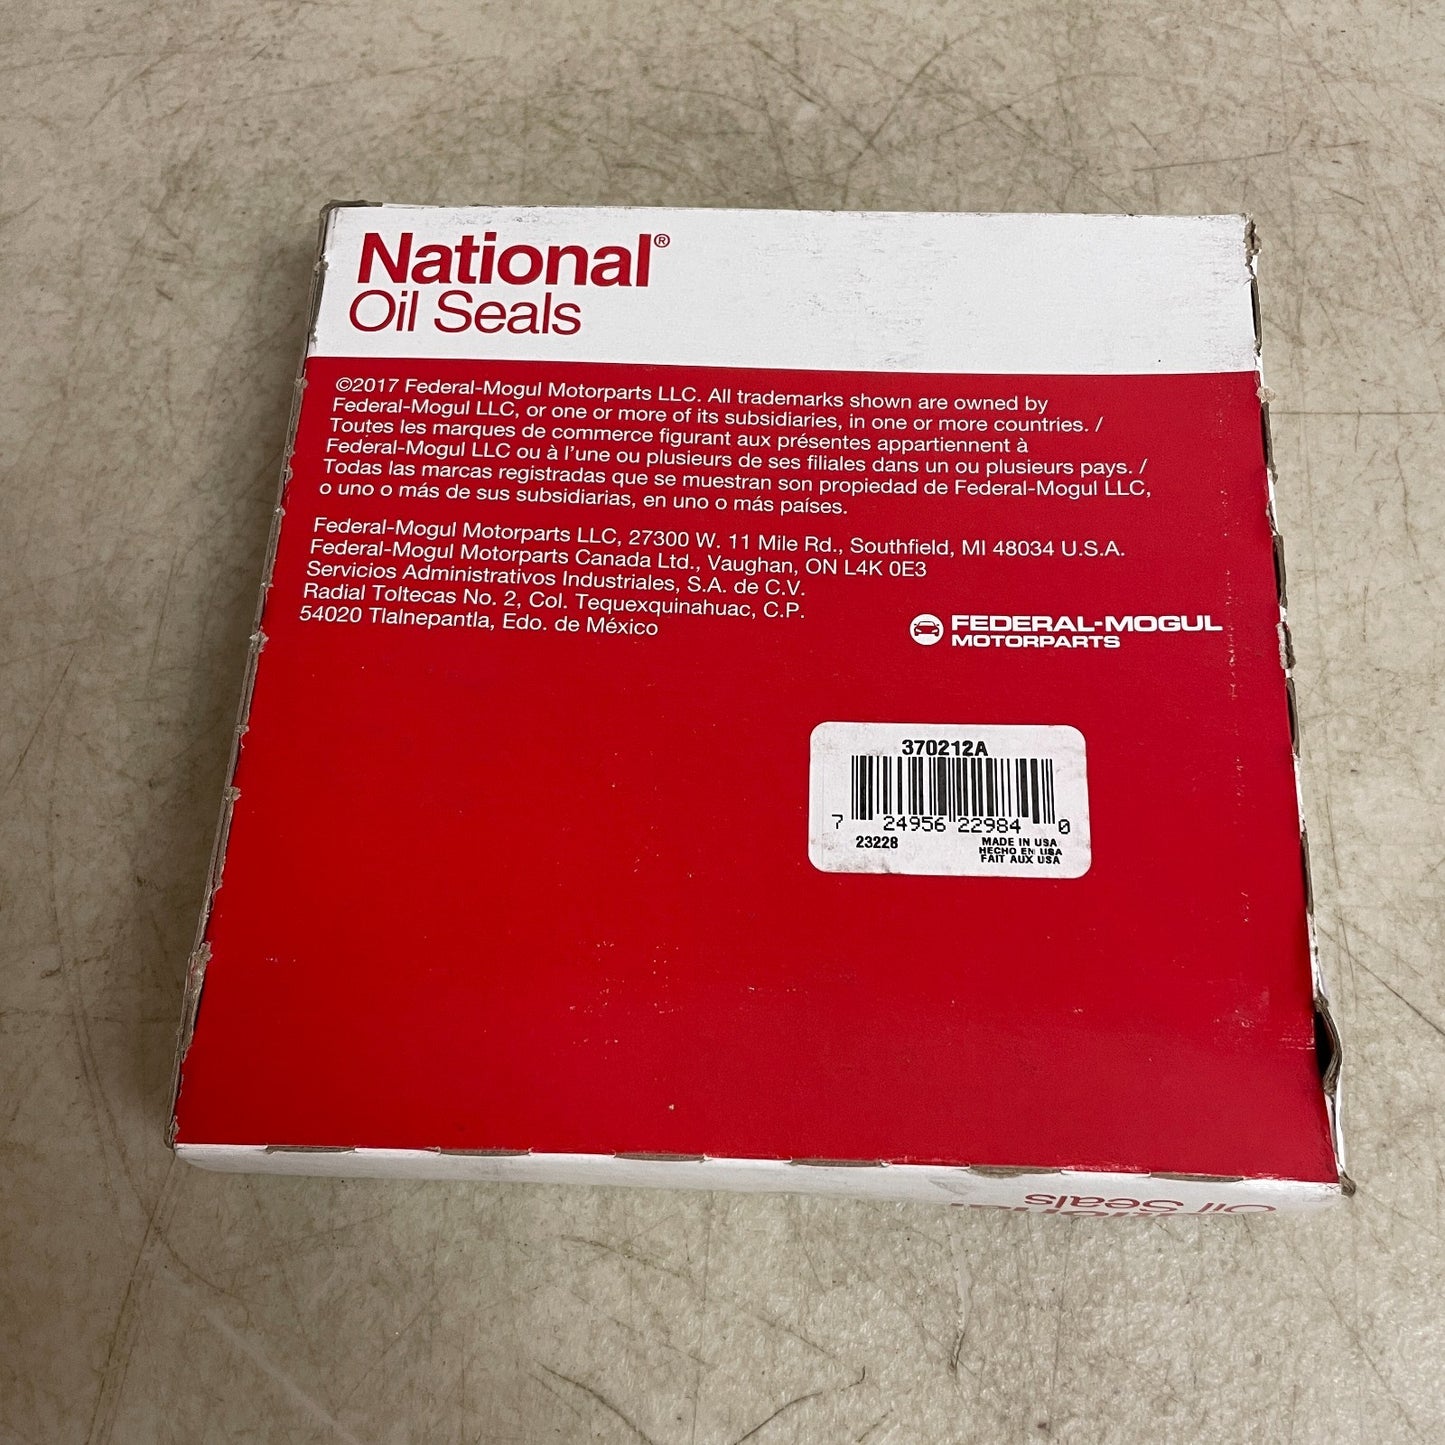 National®
Oil Seals
©2017 Federal-Mogul Motorparts LLC. All trademarks shown are owned by
Federal-Mogul LLC, or one or more of its subsidiaries, in one or more countries. /
Toutes les marques de commerce figurant aux présentes appartiennent à
Federal-Mogul LLC ou à l'une ou plusieurs de ses filiales dans un ou plusieurs pays. /
Todas las marcas registradas que se muestran son propiedad de Federal-Mogul LLC,
o uno o más de sus subsidiarias, en uno o más países.
Federal-Mogul Motorparts LLC, 27300 W. 11 Mile Rd., Southfield, MI 48034 U.S.A.
Federal-Mogul Motorparts Canada Ltd., Vaughan, ON L4K 0E3
Servicios Administrativos Industriales, S.A. de C.V.
Radial Toltecas No. 2, Col. Tequexquinahuac, C.P.
54020 Tlalnepantla, Edo. de México
FEDERAL-MOGUL
MOTORPARTS
370212A
7 24956 22984 0
23228
MADE IN USA
HECHO EN USA
FAIT AUX USA
Oil Seals